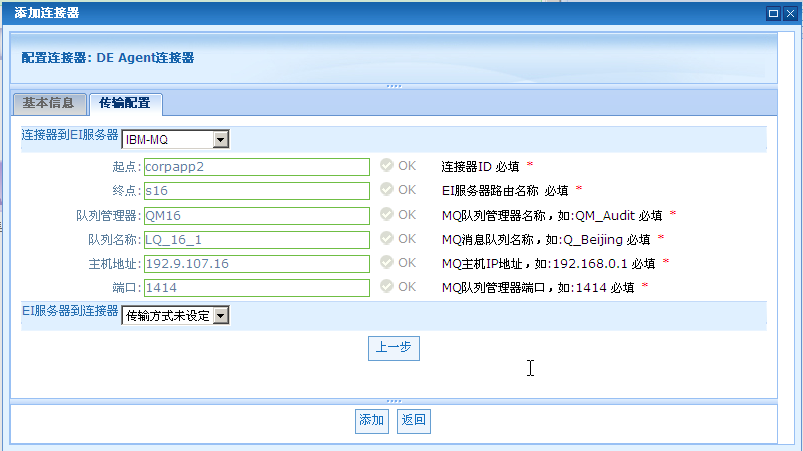 添加连接器
配置连接器: DE Agent连接器
基本信息 传输配置
连接器到EI服务器 IBM-MQ
起点: corpapp2 OK 连接器ID 必填 *
终点: s16 OK EI服务器路由名称 必填 *
队列管理器: QM16 OK MQ队列管理器名称，如:QM_Audit 必填 *
队列名称: LQ_16_1 OK MQ消息队列名称，如:Q_Beijing 必填 *
主机地址: 192.9.107.16 OK MQ主机IP地址，如:192.168.0.1 必填 *
端口: 1414 OK MQ队列管理器端口，如:1414 必填 *
EI服务器到连接器 传输方式未设定
上一步
添加 返回